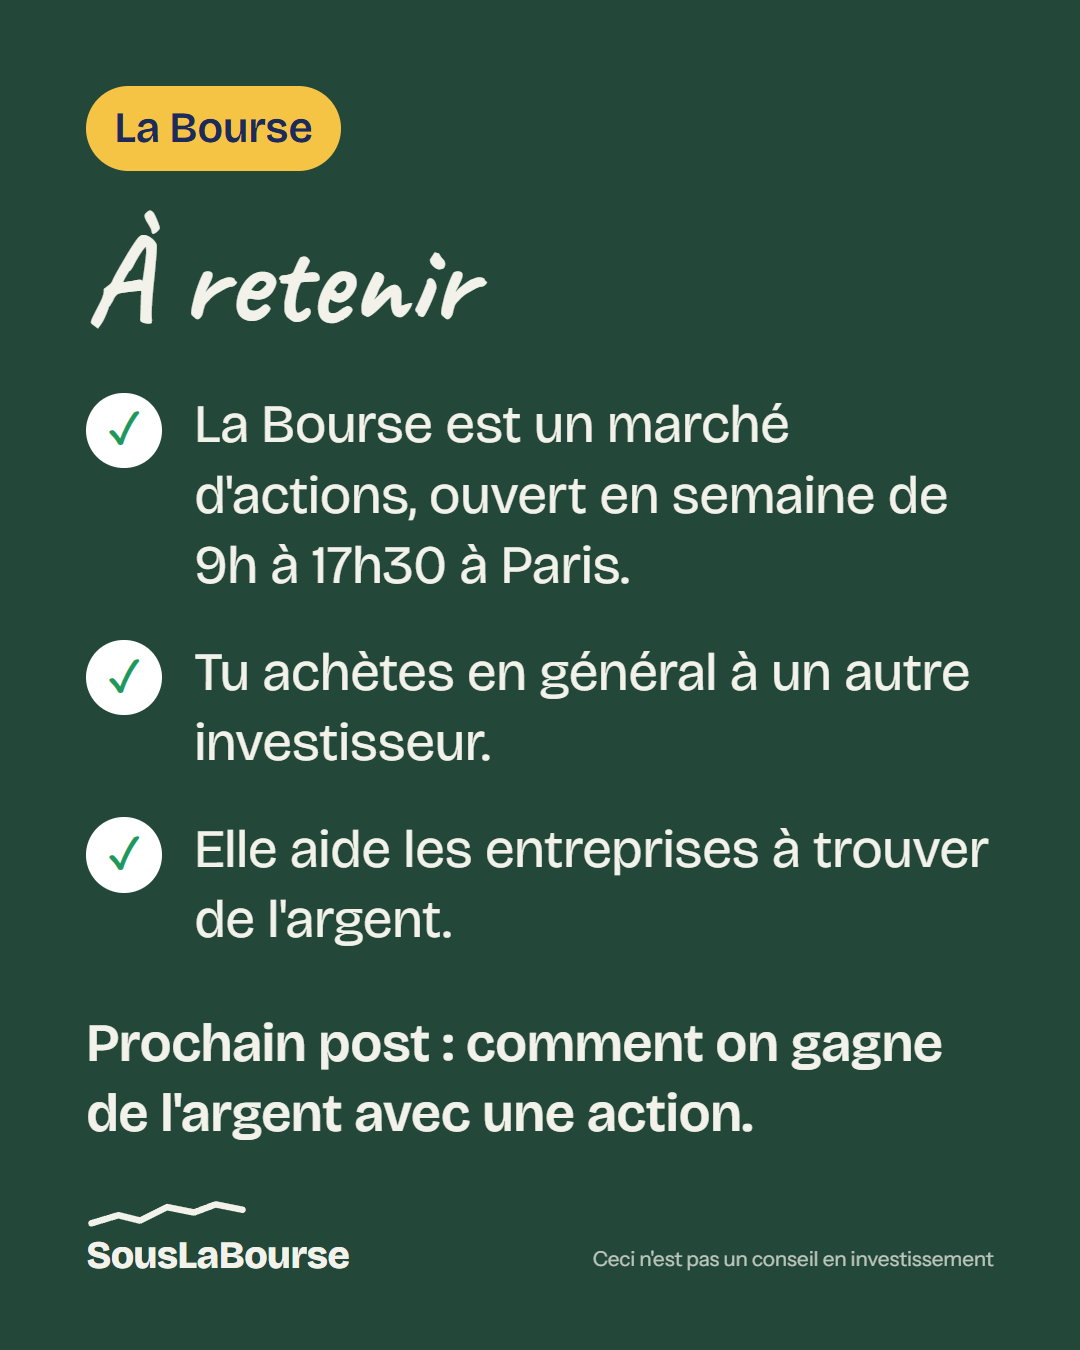 La Bourse
À retenir
✓ La Bourse est un marché
d'actions, ouvert en semaine de
9h à 17h30 à Paris.
✓ Tu achètes en général à un autre
investisseur.
✓ Elle aide les entreprises à trouver
de l'argent.
Prochain post : comment on gagne
de l'argent avec une action.
SousLaBourse
Ceci n'est pas un conseil en investissement